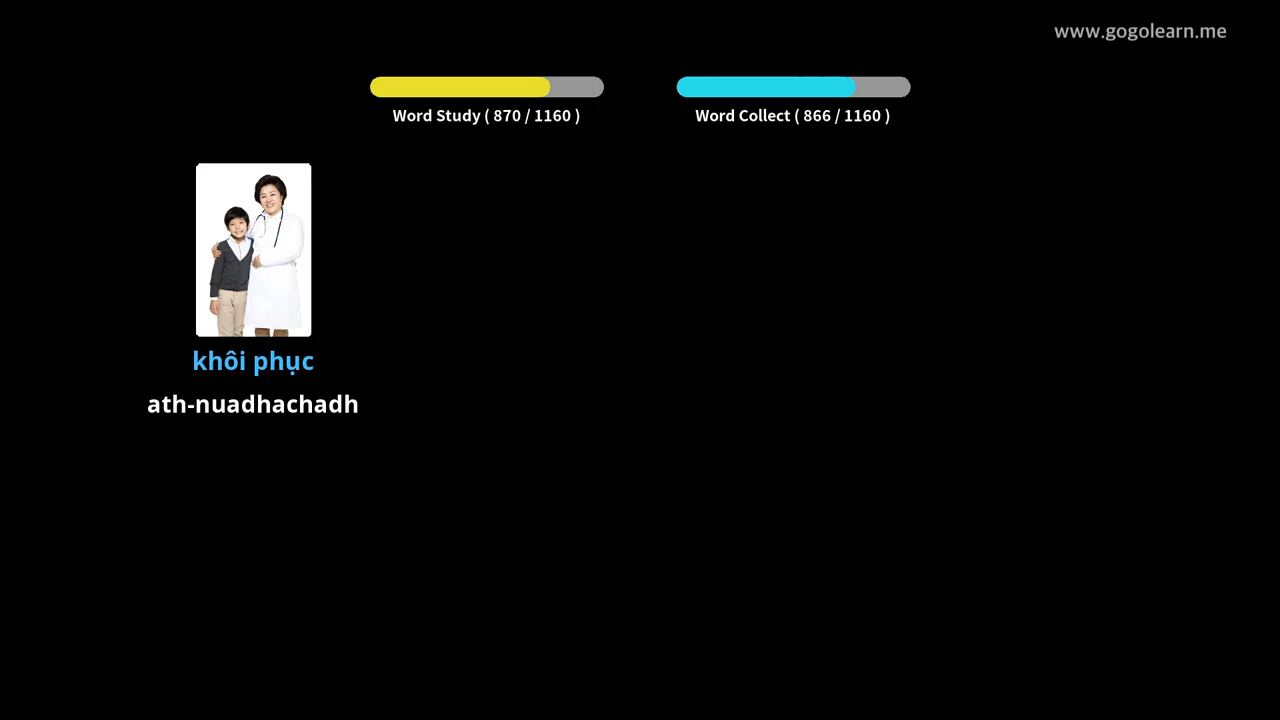 www.gogolearn.me
Word Study ( 870 / 1160 )
Word Collect ( 866 / 1160 )
khôi phục
ath-nuadhachadh